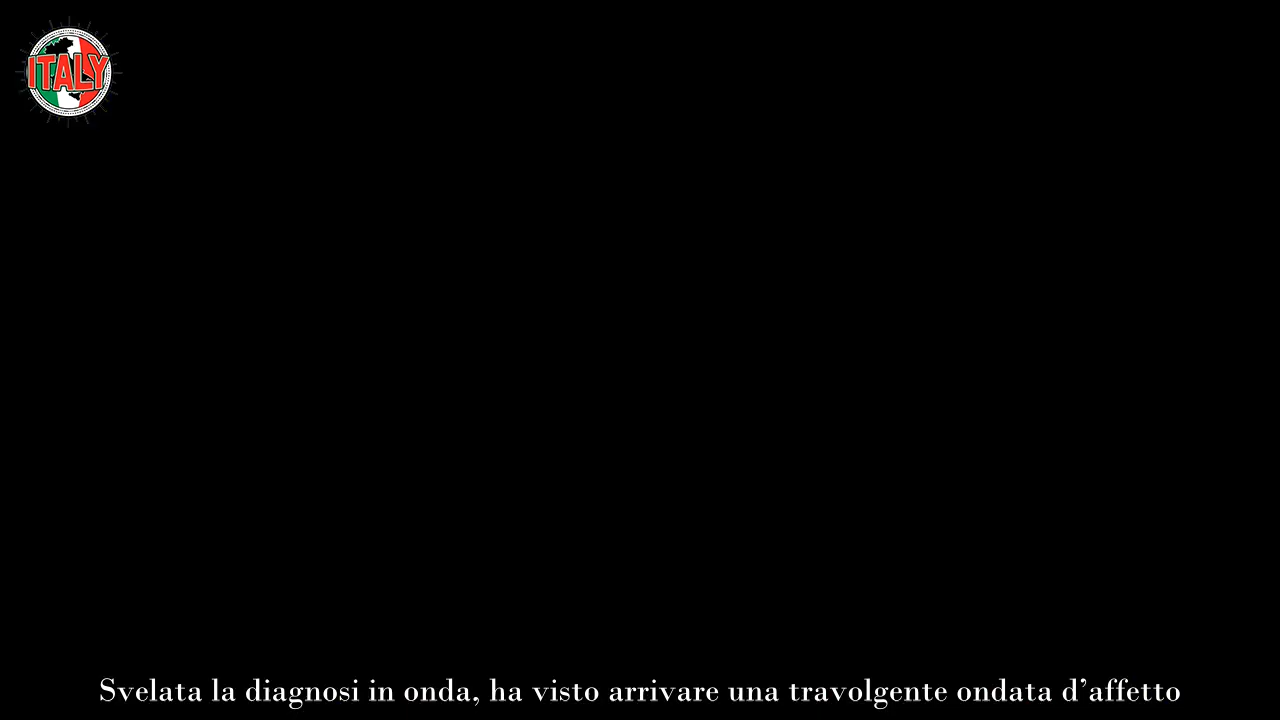 ITALY
Svelata la diagnosi in onda, ha visto arrivare una travolgente ondata d’affetto